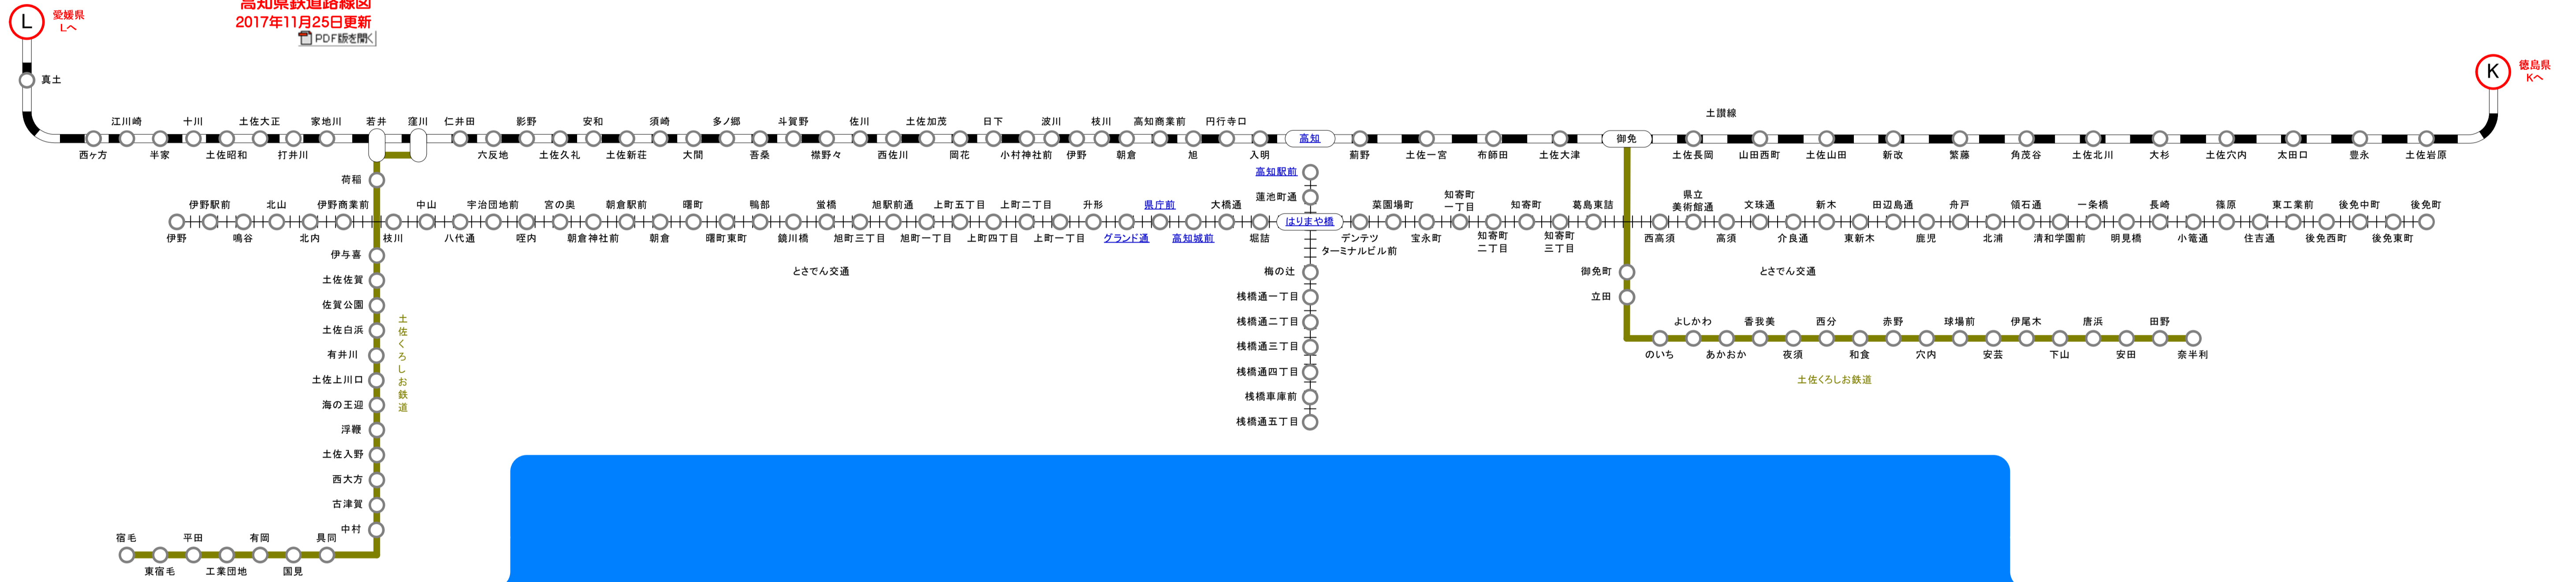 高知県鉄道路線図
2017年11月25日更新
PDF版を開く
L
愛媛県
Lへ
K
徳島県
Kへ
真土
土讃線
江川崎
十川
土佐大正
家地川
若井
窪川
仁井田
影野
安和
須崎
多ノ郷
斗賀野
佐川
土佐加茂
日下
波川
枝川
高知商業前
円行寺口
高知
御免
西ヶ方
半家
土佐昭和
打井川
六反地
土佐久礼
土佐新荘
大間
吾桑
襟野々
西佐川
岡花
小村神社前
伊野
朝倉
旭
入明
薊野
土佐一宮
布師田
土佐大津
土佐長岡
山田西町
土佐山田
新改
繁藤
角茂谷
土佐北川
大杉
土佐穴内
太田口
豊永
土佐岩原
高知駅前
蓮池町通
荷稲
伊野駅前
北山
伊野商業前
中山
宇治団地前
宮の奥
朝倉駅前
曙町
鴨部
蛍橋
旭駅前通
上町五丁目
上町二丁目
升形
県庁前
大橋通
はりまや橋
菜園場町
知寄町
一丁目
知寄町
葛島東詰
県立
美術館通
文珠通
新木
田辺島通
舟戸
領石通
一条橋
長崎
篠原
東工業前
後免中町
後免町
伊野
鳴谷
北内
枝川
八代通
咥内
朝倉神社前
朝倉
曙町東町
鏡川橋
旭町三丁目
旭町一丁目
上町四丁目
上町一丁目
グランド通
高知城前
堀詰
デンテツ
ターミナルビル前
宝永町
知寄町
二丁目
知寄町
三丁目
西高須
高須
介良通
東新木
鹿児
北浦
清和学園前
明見橋
小篭通
住吉通
後免西町
後免東町
とさでん交通
とさでん交通
梅の辻
桟橋通一丁目
桟橋通二丁目
桟橋通三丁目
桟橋通四丁目
桟橋車庫前
桟橋通五丁目
御免町
立田
よしかわ
香我美
西分
赤野
球場前
伊尾木
唐浜
田野
のいち
あかおか
夜須
和食
穴内
安芸
下山
安田
奈半利
土佐くろしお鉄道
伊与喜
土佐佐賀
佐賀公園
土佐白浜
有井川
土佐上川口
海の王迎
浮鞭
土佐入野
西大方
古津賀
中村
土佐くろしお鉄道
宿毛
平田
有岡
具同
東宿毛
工業団地
国見